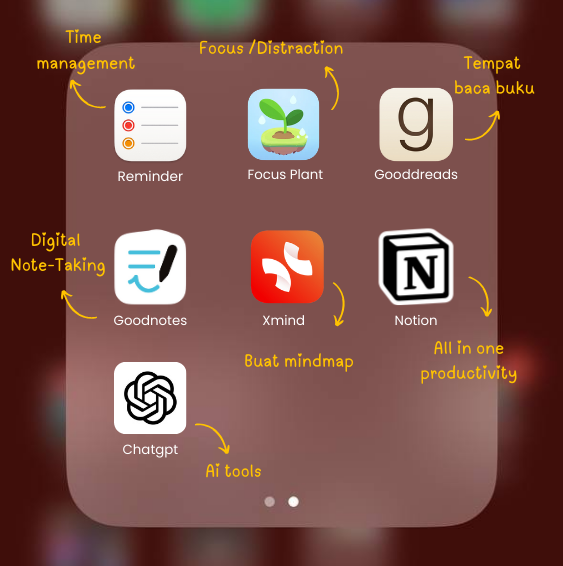 Time
management
Focus /Distraction
Tempat
baca buku
g
Reminder
Focus Plant
Gooddreads
Digital
Note-Taking
N
Goodnotes
Xmind
Notion
Buat mindmap
All in one
productivity
Chatgpt
Ai tools